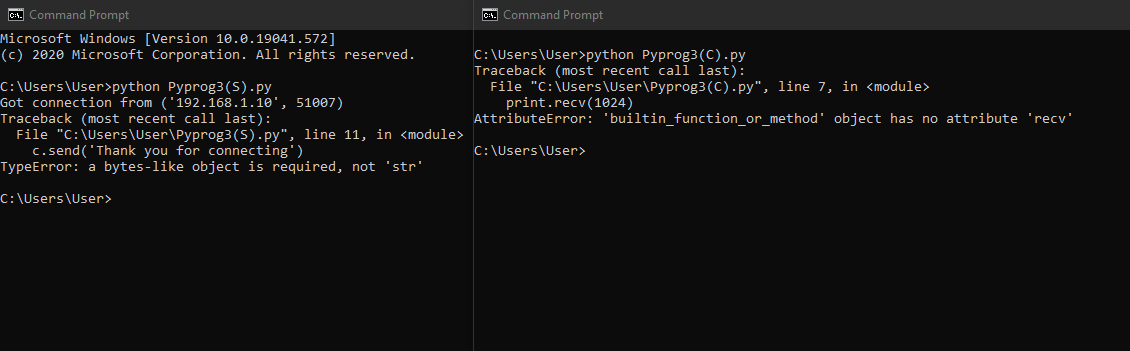 Command Prompt
Microsoft Windows [Version 10.0.19041.572]
(c) 2020 Microsoft Corporation. All rights reserved.
C:\Users\User>python Pyprog3(S).py
Got connection from ('192.168.1.10', 51007)
Traceback (most recent call last):
  File "C:\Users\User\Pyprog3(S).py", line 11, in <module>
    c.send('Thank you for connecting')
TypeError: a bytes-like object is required, not 'str'
C:\Users\User>
Command Prompt
C:\Users\User>python Pyprog3(C).py
Traceback (most recent call last):
  File "C:\Users\User\Pyprog3(C).py", line 7, in <module>
    print.recv(1024)
AttributeError: 'builtin_function_or_method' object has no attribute 'recv'
C:\Users\User>